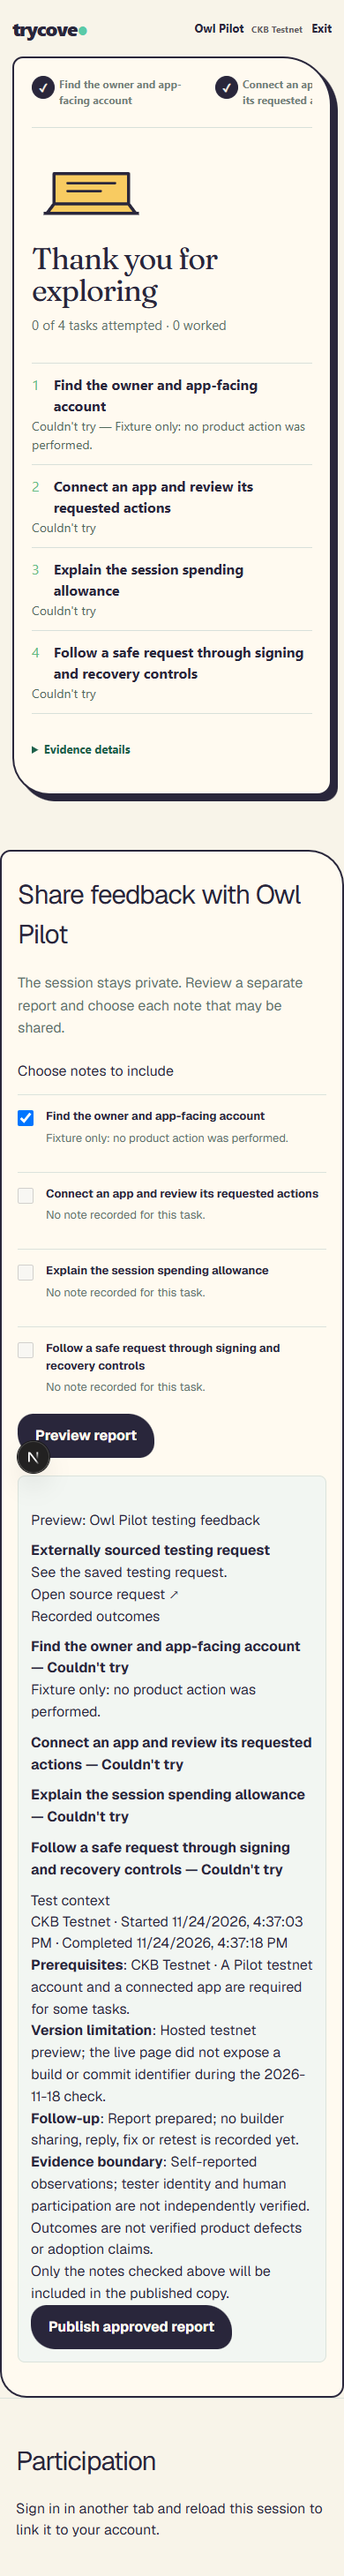 trycove
Owl Pilot CKB Testnet Exit
✓ Find the owner and app-
facing account
✓ Connect an ap
its requested a
Thank you for
exploring
0 of 4 tasks attempted · 0 worked
1 Find the owner and app-facing
account
Couldn't try — Fixture only: no product action was
performed.
2 Connect an app and review its
requested actions
Couldn't try
3 Explain the session spending
allowance
Couldn't try
4 Follow a safe request through signing
and recovery controls
Couldn't try
▶ Evidence details
Share feedback with Owl
Pilot
The session stays private. Review a separate
report and choose each note that may be
shared.
Choose notes to include
Find the owner and app-facing account
Fixture only: no product action was performed.
Connect an app and review its requested actions
No note recorded for this task.
Explain the session spending allowance
No note recorded for this task.
Follow a safe request through signing and
recovery controls
No note recorded for this task.
Preview report
N
Preview: Owl Pilot testing feedback
Externally sourced testing request
See the saved testing request.
Open source request ↗
Recorded outcomes
Find the owner and app-facing account
— Couldn't try
Fixture only: no product action was
performed.
Connect an app and review its requested
actions — Couldn't try
Explain the session spending allowance
— Couldn't try
Follow a safe request through signing
and recovery controls — Couldn't try
Test context
CKB Testnet · Started 11/24/2026, 4:37:03
PM · Completed 11/24/2026, 4:37:18 PM
Prerequisites: CKB Testnet · A Pilot testnet
account and a connected app are required
for some tasks.
Version limitation: Hosted testnet
preview; the live page did not expose a
build or commit identifier during the 2026-
11-18 check.
Follow-up: Report prepared; no builder
sharing, reply, fix or retest is recorded yet.
Evidence boundary: Self-reported
observations; tester identity and human
participation are not independently verified.
Outcomes are not verified product defects
or adoption claims.
Only the notes checked above will be
included in the published copy.
Publish approved report
Participation
Sign in in another tab and reload this session to
link it to your account.